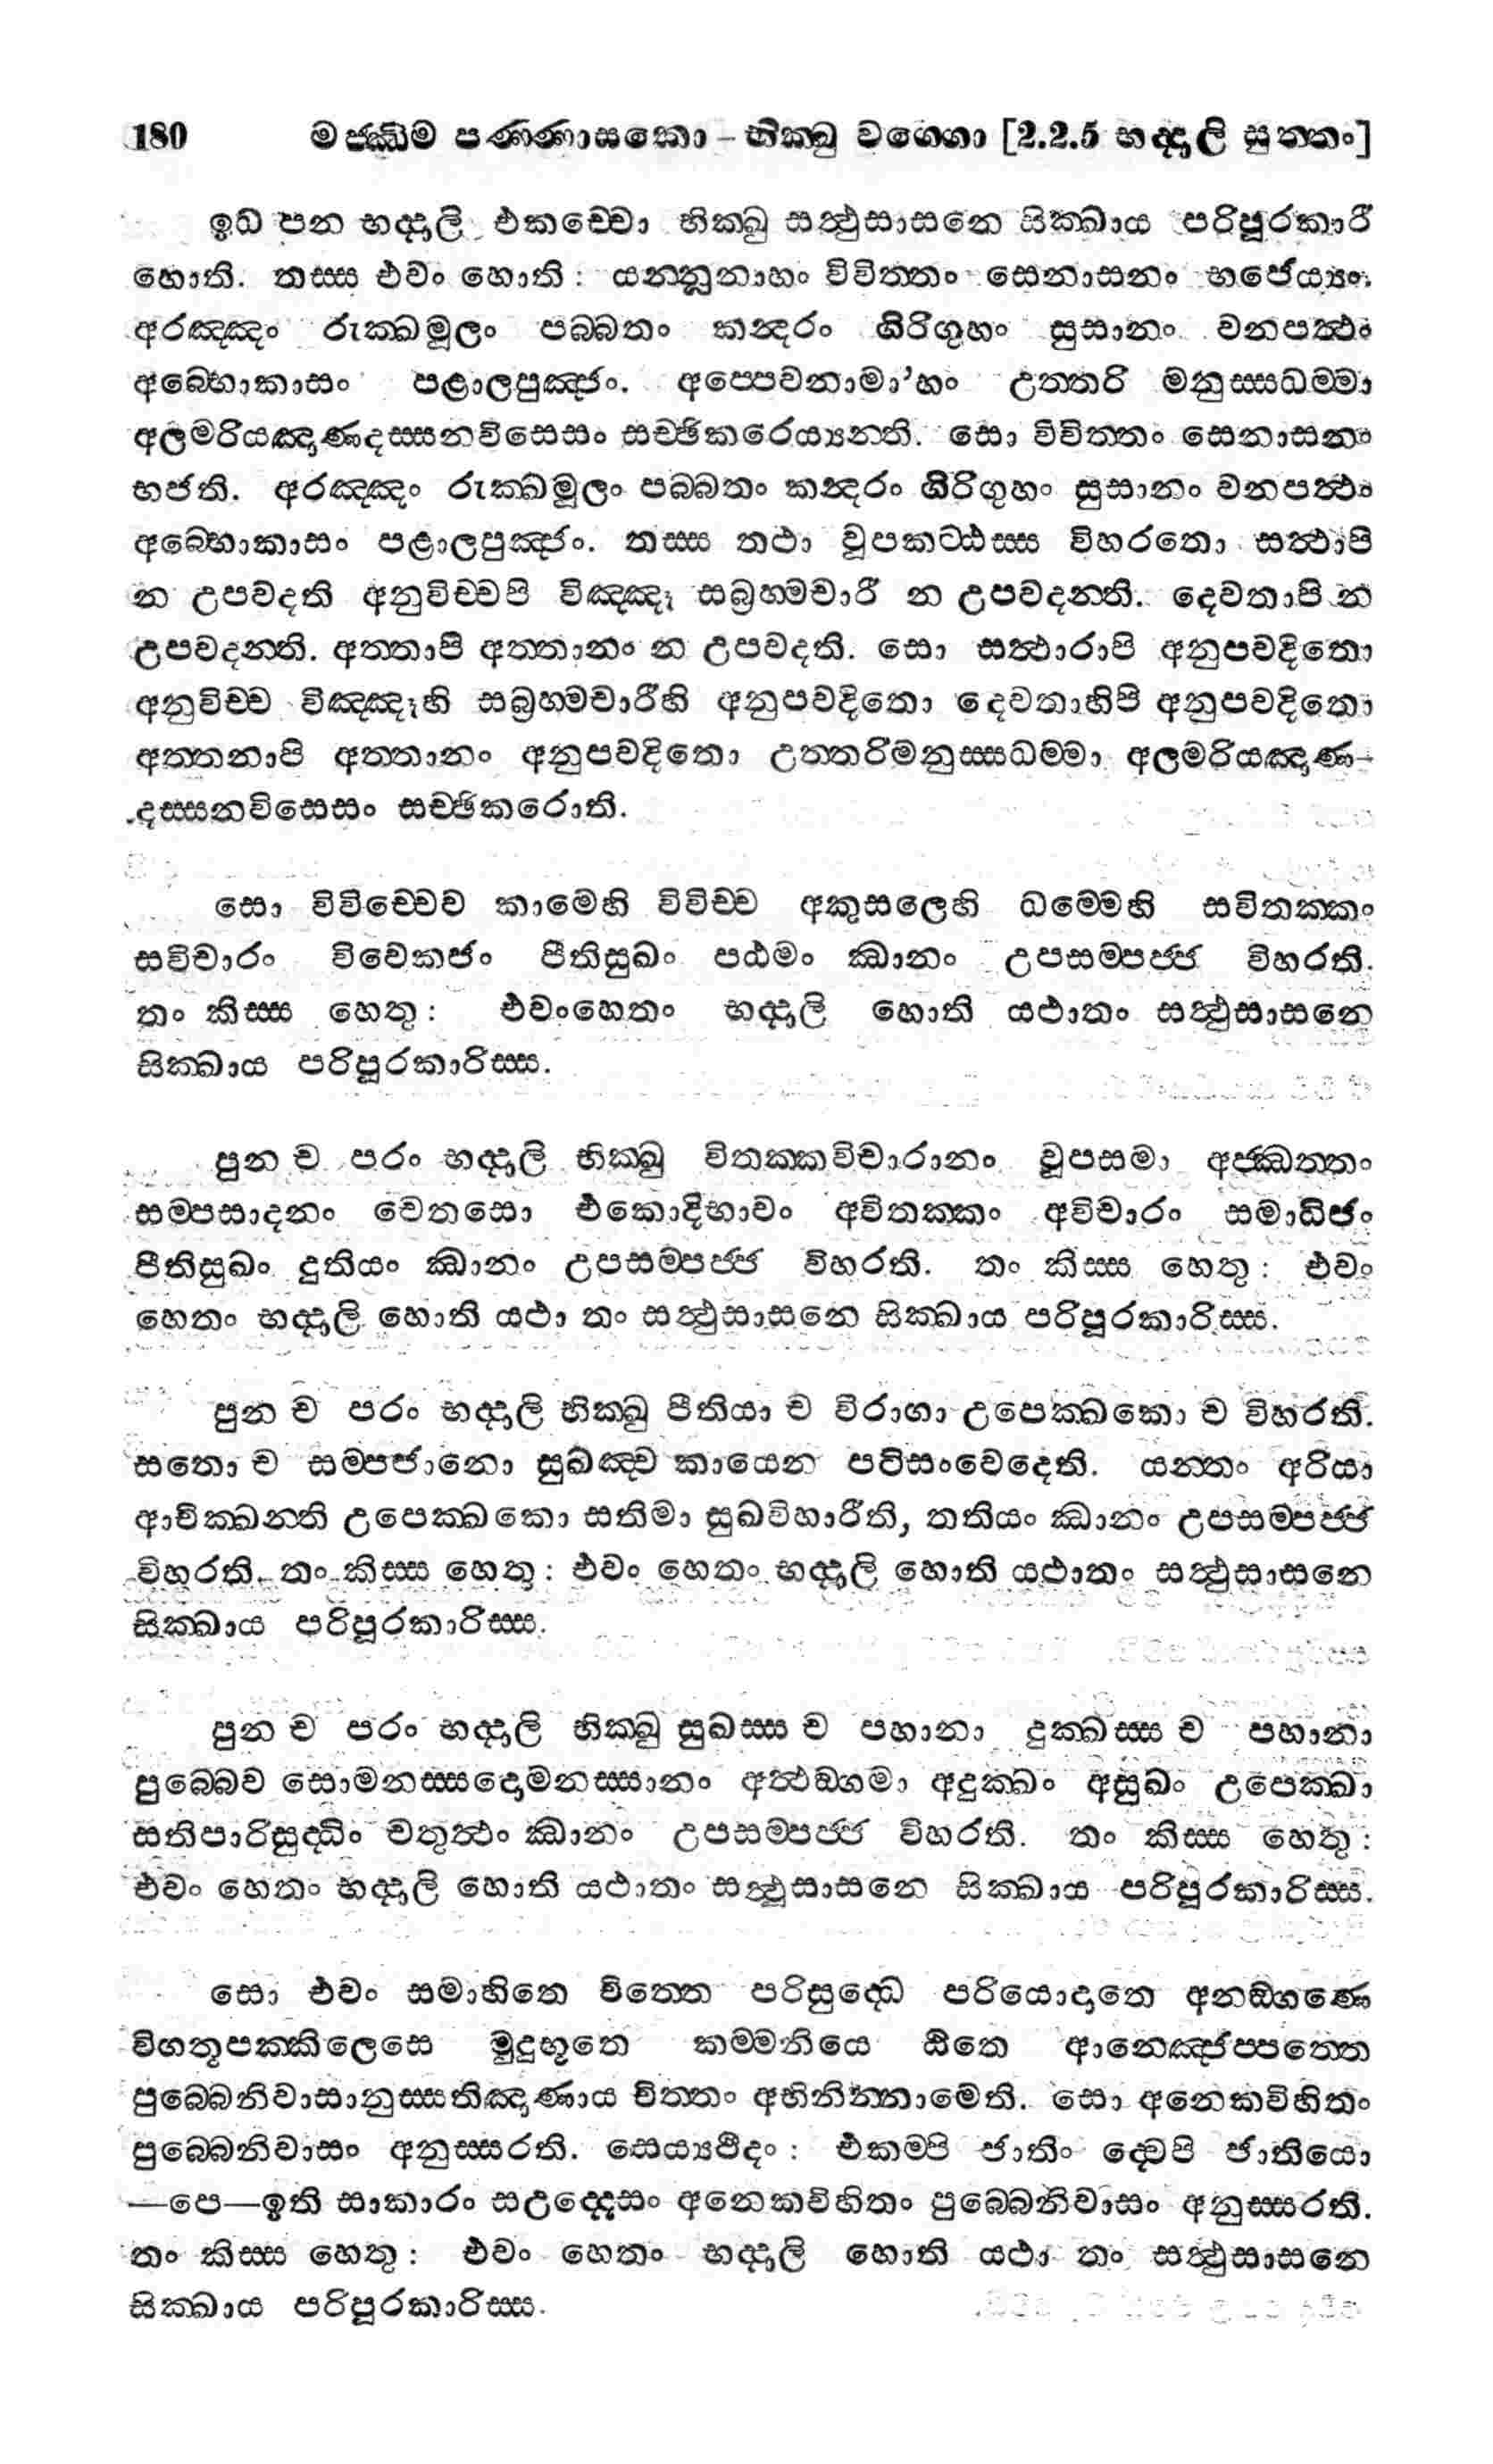 180 මජ්ඣිම පණ්ණාසකො – භික්ඛු වග්ගො [2.2.5 භද්දාලි සුත්තං]
ඉධ පන භද්දාලි එකච්චො භික්ඛු සත්ථුසාසනෙ සික්ඛාය පරිපූරකාරී
හොති. තස්ස එවං හොති: යන්නූනාහං විවිත්තං සෙනාසනං භජෙය්‍යං
අරඤ්ඤං රුක්ඛමූලං පබ්බතං කන්දරං ගිරිගුහං සුසානං වනපත්ථං
අබ්භොකාසං පළාලපුඤ්ජං. අප්පෙවනාමා’හං උත්තරි මනුස්සධම්මා
අලමරියඤාණදස්සනවිසෙසං සච්ඡිකරෙය්‍යන්ති. සො විවිත්තං සෙනාසනං
භජති. අරඤ්ඤං රුක්ඛමූලං පබ්බතං කන්දරං ගිරිගුහං සුසානං වනපත්ථං
අබ්භොකාසං පළාලපුඤ්ජං. තස්ස තථා වූපකට්ඨස්ස විහරතො සත්ථාපි
න උපවදති අනුවිච්චපි විඤ්ඤූ සබ්‍රහ්මචාරී න උපවදන්ති. දෙවතාපි න
උපවදන්ති. අත්තාපි අත්තානං න උපවදති. සො සත්ථාරාපි අනුපවදිතො
අනුවිච්ච විඤ්ඤූහි සබ්‍රහ්මචාරීහි අනුපවදිතො දෙවතාහිපි අනුපවදිතො
අත්තනාපි අත්තානං අනුපවදිතො උත්තරිමනුස්සධම්මා අලමරියඤාණ-
දස්සනවිසෙසං සච්ඡිකරොති.
සො විවිච්චෙව කාමෙහි විවිච්ච අකුසලෙහි ධම්මෙහි සවිතක්කං
සවිචාරං විවෙකජං පීතිසුඛං පඨමං ඣානං උපසම්පජ්ජ විහරති.
තං කිස්ස හෙතු: එවංහෙතං භද්දාලි හොති යථාතං සත්ථුසාසනෙ
සික්ඛාය පරිපූරකාරිස්ස.
පුන ච පරං භද්දාලි භික්ඛු විතක්කවිචාරානං වූපසමා අජ්ඣත්තං
සම්පසාදනං චෙතසො එකොදිභාවං අවිතක්කං අවිචාරං සමාධිජං
පීතිසුඛං දුතියං ඣානං උපසම්පජ්ජ විහරති. තං කිස්ස හෙතු: එවං
හෙතං භද්දාලි හොති යථා තං සත්ථුසාසනෙ සික්ඛාය පරිපූරකාරිස්ස.
පුන ච පරං භද්දාලි භික්ඛු පීතියා ච විරාගා උපෙක්ඛකො ච විහරති.
සතො ච සම්පජානො සුඛඤ්ච කායෙන පටිසංවෙදෙති. යන්තං අරියා
ආචික්ඛන්ති උපෙක්ඛකො සතිමා සුඛවිහාරීති, තතියං ඣානං උපසම්පජ්ජ
විහරති. තං කිස්ස හෙතු: එවං හෙතං භද්දාලි හොති යථාතං සත්ථුසාසනෙ
සික්ඛාය පරිපූරකාරිස්ස.
පුන ච පරං භද්දාලි භික්ඛු සුඛස්ස ච පහානා දුක්ඛස්ස ච පහානා
පුබ්බෙව සොමනස්සදොමනස්සානං අත්ථඞ්ගමා අදුක්ඛං අසුඛං උපෙක්ඛා
සතිපාරිසුද්ධිං චතුත්ථං ඣානං උපසම්පජ්ජ විහරති. තං කිස්ස හෙතු:
එවං හෙතං භද්දාලි හොති යථාතං සත්ථූසාසනෙ සික්ඛාය පරිපූරකාරිස්ස.
සො එවං සමාහිතෙ චිත්තෙ පරිසුද්ධෙ පරියොදාතෙ අනඞ්ගණෙ
විගතූපක්කිලෙසෙ මුදුභූතෙ කම්මනියෙ ඨිතෙ ආනෙඤ්ජප්පත්තෙ
පුබ්බෙනිවාසානුස්සතිඤාණාය චිත්තං අභිනින්නාමෙති. සො අනෙකවිහිතං
පුබ්බෙනිවාසං අනුස්සරති. සෙය්‍යථීදං: එකම්පි ජාතිං ද්වෙපි ජාතියො
—පෙ—ඉති සාකාරං සඋද්දෙසං අනෙකවිහිතං පුබ්බෙනිවාසං අනුස්සරති.
තං කිස්ස හෙතු: එවං හෙතං භද්දාලි හොති යථා තං සත්ථුසාසනෙ
සික්ඛාය පරිපූරකාරිස්ස.